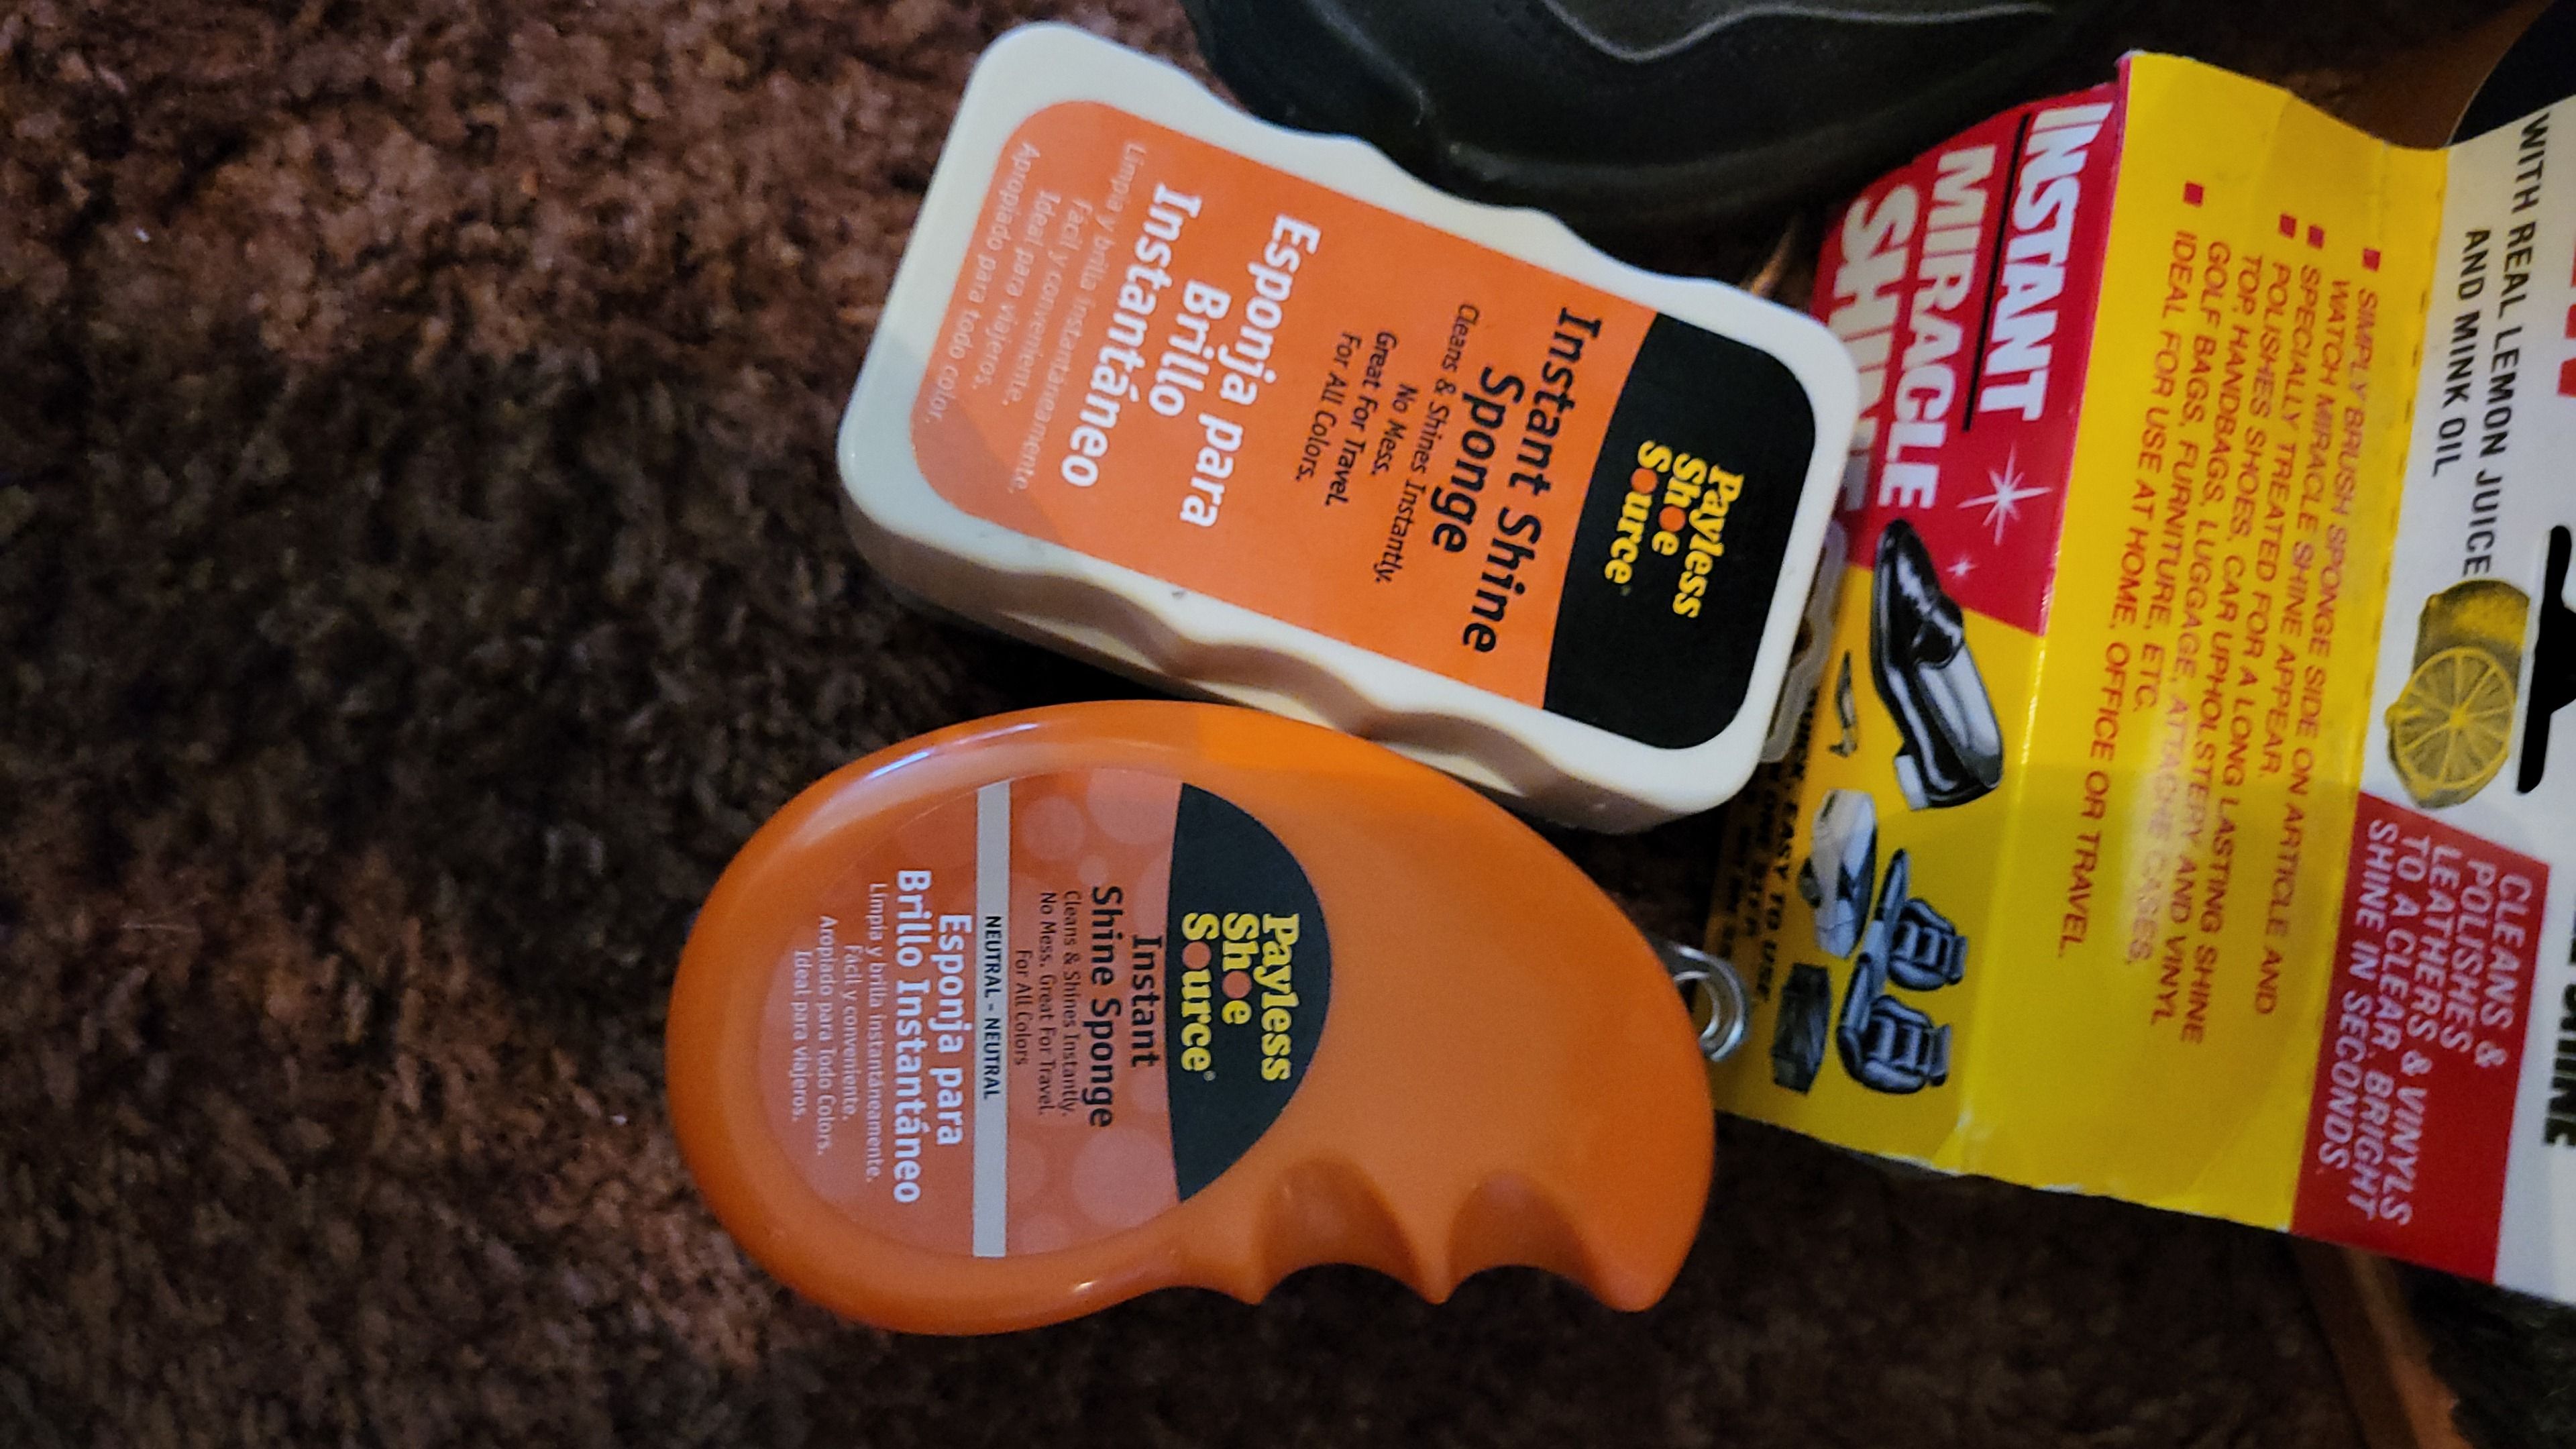 Payless
Shoe
Source
Instant Shine
Sponge
Cleans & Shines Instantly.
No Mess.
Great For Travel.
For All Colors.
Esponja para
Brillo
Instantáneo
Limpia y brilla instantáneamente.
Fácil y conveniente.
Ideal para viajeros.
Apropiado para todo color.
Payless
Shoe
Source
Instant
Shine Sponge
Cleans & Shines Instantly.
No Mess. Great For Travel.
For All Colors
NEUTRAL - NEUTRAL
Esponja para
Brillo Instantáneo
Limpia y brilla instantáneamente.
Fácil y conveniente.
Aropiado para Todo Colors.
Ideal para viajeros.
WITH REAL LEMON JUICE
AND MINK OIL
CLEANS &
POLISHES
LEATHERS & VINYLS
TO A CLEAR, BRIGHT
SHINE IN SECONDS.
■ SIMPLY BRUSH SPONGE SIDE ON ARTICLE AND
WATCH MIRACLE SHINE APPEAR.
■ SPECIALLY TREATED FOR A LONG LASTING SHINE
■ POLISHES SHOES, CAR UPHOLSTERY AND VINYL
TOP, HANDBAGS, LUGGAGE, ATTACHE CASES,
GOLF BAGS, FURNITURE, ETC.
■ IDEAL FOR USE AT HOME, OFFICE OR TRAVEL.
INSTANT
MIRACLE
SHINE
EASY TO USE